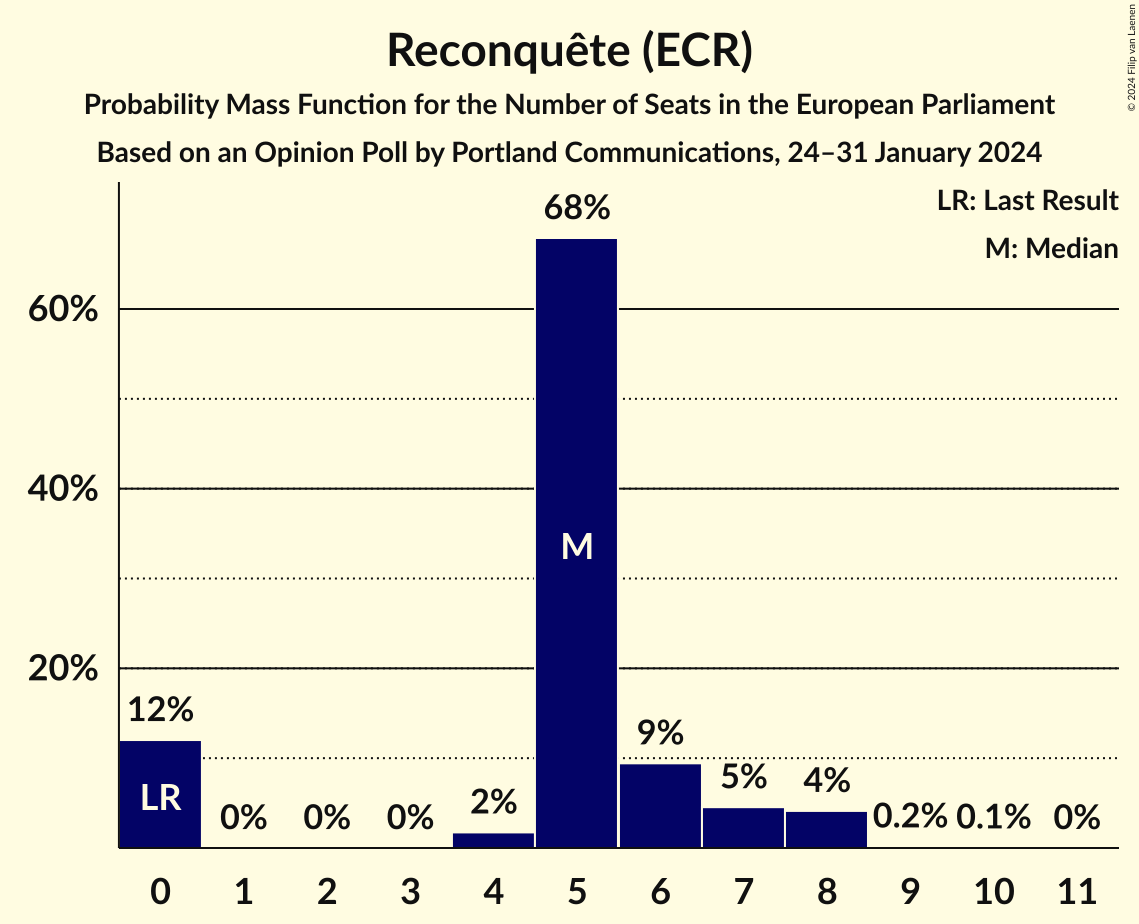 Reconquête (ECR)
Probability Mass Function for the Number of Seats in the European Parliament
Based on an Opinion Poll by Portland Communications, 24–31 January 2024
© 2024 Filip van Laenen
LR: Last Result
M: Median
68%
60%
40%
M
20%
12%
9%
5%
4%
2%
LR
0%
0%
0%
0.2%
0.1%
0%
0 1 2 3 4 5 6 7 8 9 10 11